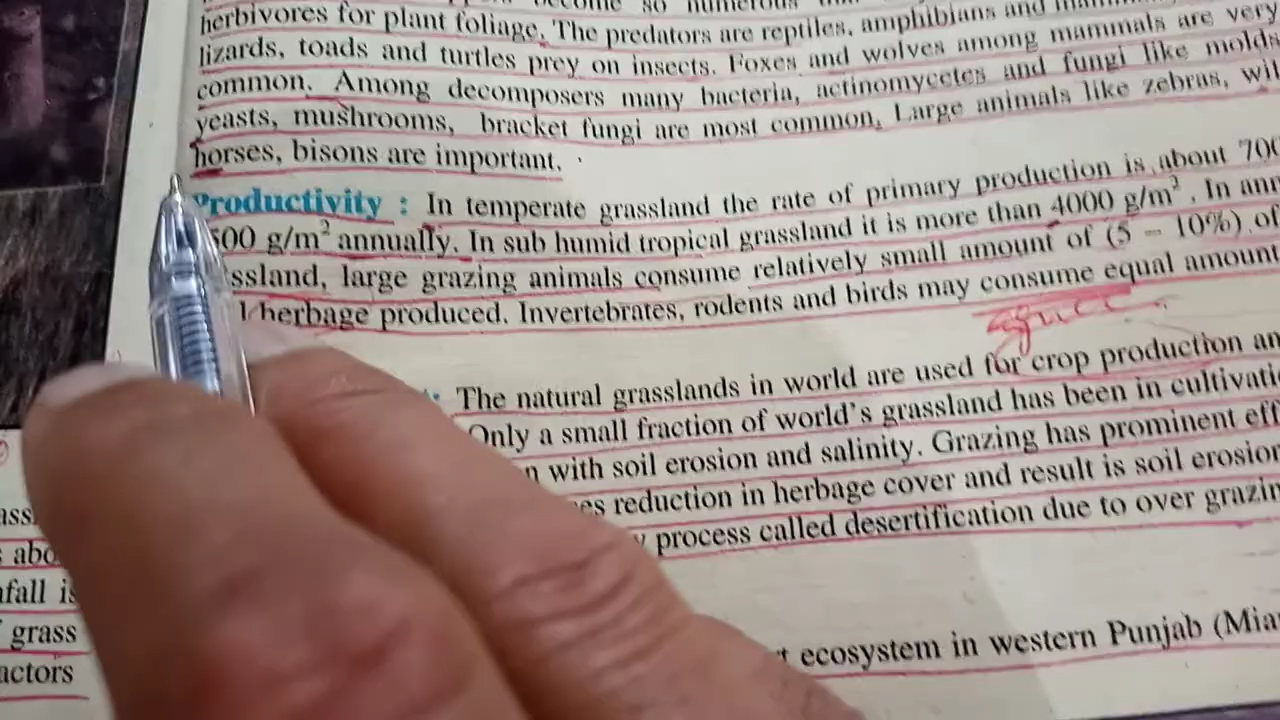 become so numerous
herbivores for plant foliage. The predators are reptiles, amphibians and
lizards, toads and turtles prey on insects. Foxes and wolves among mammals are very
common. Among decomposers many bacteria, actinomycetes and fungi like molds
yeasts, mushrooms, bracket fungi are most common. Large animals like zebras, wil
horses, bisons are important.
Productivity : In temperate grassland the rate of primary production is about 700
500 g/m² annually. In sub humid tropical grassland it is more than 4000 g/m². In ann
ssland, large grazing animals consume relatively small amount of (5 – 10%) of
herbage produced. Invertebrates, rodents and birds may consume equal amount
The natural grasslands in world are used for crop production an
Only a small fraction of world's grassland has been in cultivati
n with soil erosion and salinity. Grazing has prominent eff
es reduction in herbage cover and result is soil erosion
process called desertification due to over grazin
ecosystem in western Punjab (Mia
ass
abo
fall is
grass
actors